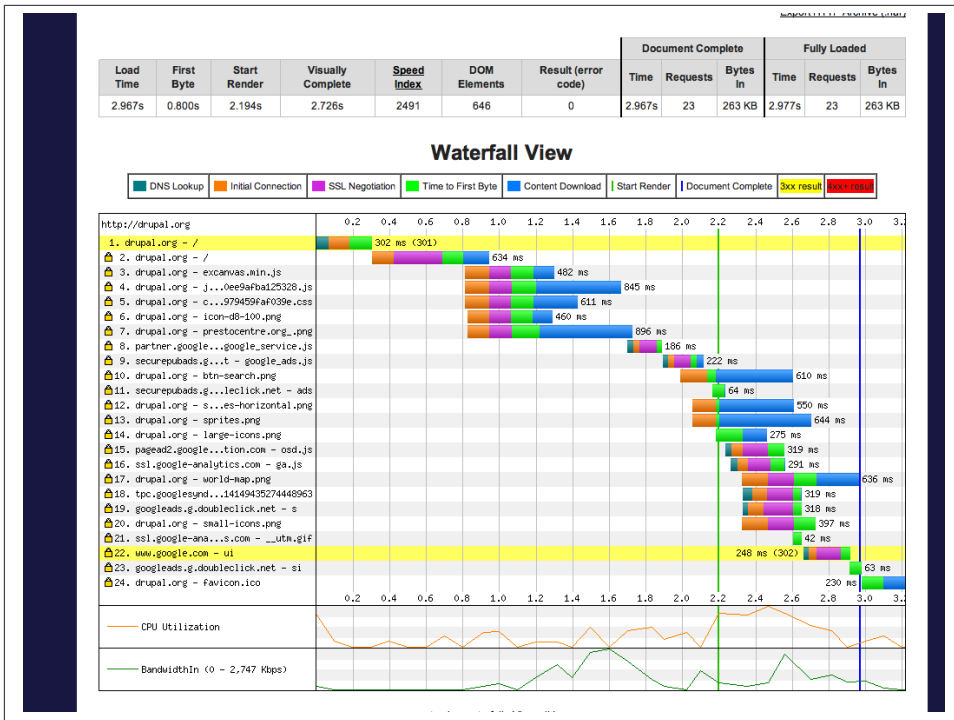 Export HTTP Archive (.har)
Document Complete Fully Loaded
Load Time First Byte Start Render Visually Complete Speed Index DOM Elements Result (error code) Time Requests Bytes In Time Requests Bytes In
2.967s 0.800s 2.194s 2.726s 2491 646 0 2.967s 23 263 KB 2.977s 23 263 KB
Waterfall View
DNS Lookup Initial Connection SSL Negotiation Time to First Byte Content Download Start Render Document Complete 3xx result 4xx+ result
http://drupal.org 0.2 0.4 0.6 0.8 1.0 1.2 1.4 1.6 1.8 2.0 2.2 2.4 2.6 2.8 3.0 3.2
1. drupal.org - / 302 ms (301)
2. drupal.org - / 634 ms
3. drupal.org - excanvas.min.js 482 ms
4. drupal.org - j...0ee9afba125328.js 845 ms
5. drupal.org - c...979459faf039e.css 611 ms
6. drupal.org - icon-d8-100.png 460 ms
7. drupal.org - prestocentre.org_.png 896 ms
8. partner.google...google_service.js 186 ms
9. securepubads.g...t - google_ads.js 222 ms
10. drupal.org - btn-search.png 610 ms
11. securepubads.g...leclick.net - ads 64 ms
12. drupal.org - s...es-horizontal.png 550 ms
13. drupal.org - sprites.png 644 ms
14. drupal.org - large-icons.png 275 ms
15. pagead2.google...tion.com - osd.js 319 ms
16. ssl.google-analytics.com - ga.js 291 ms
17. drupal.org - world-map.png 636 ms
18. tpc.googlesynd...14149435274448963 319 ms
19. googleads.g.doubleclick.net - s 318 ms
20. drupal.org - small-icons.png 397 ms
21. ssl.google-ana...s.com - __utm.gif 42 ms
22. www.google.com - ui 248 ms (302)
23. googleads.g.doubleclick.net - si 63 ms
24. drupal.org - favicon.ico 230 ms
0.2 0.4 0.6 0.8 1.0 1.2 1.4 1.6 1.8 2.0 2.2 2.4 2.6 2.8 3.0 3.2
CPU Utilization
BandwidthIn (0 - 2,747 Kbps)